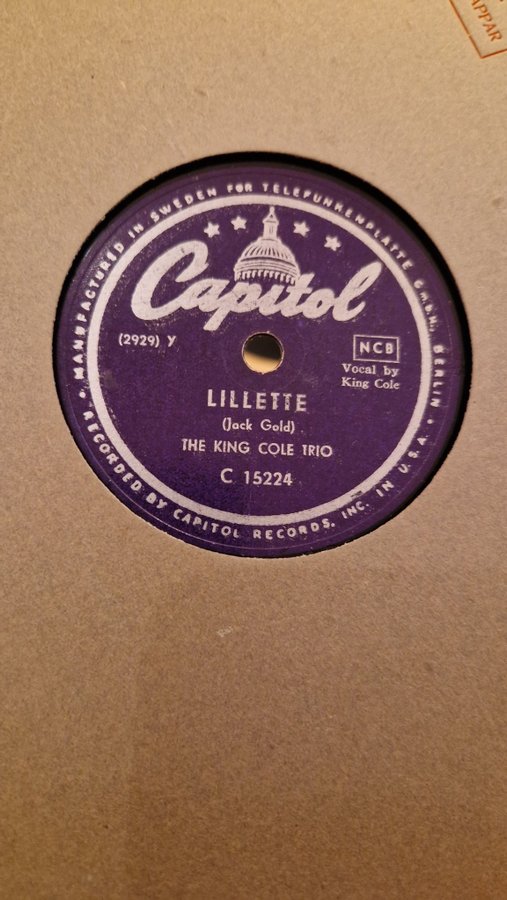 APPAR
MANUFACTURED IN SWEDEN FOR TELEFUNKENPLATTE G.M.B.H. BERLIN
Capitol
(2929) Y
NCB
Vocal by
King Cole
LILLETTE
(Jack Gold)
THE KING COLE TRIO
C 15224
RECORDED BY CAPITOL RECORDS, INC. IN U.S.A.